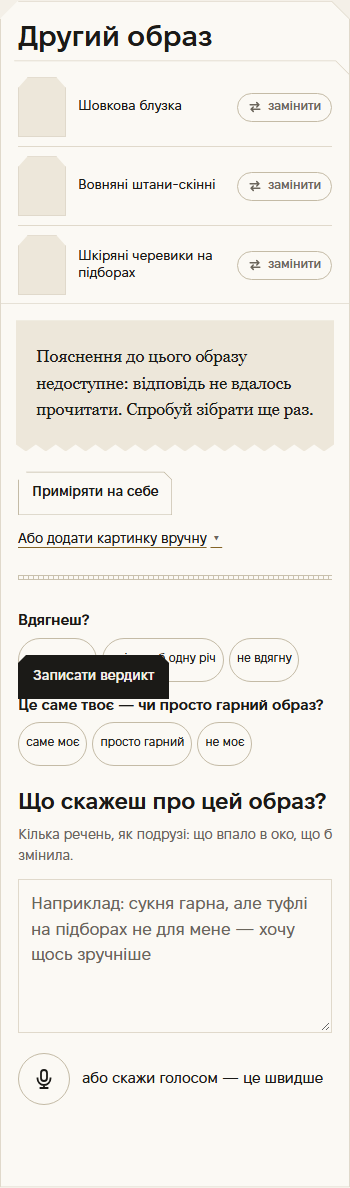 Другий образ
Шовкова блузка
замінити
Вовняні штани-скінні
замінити
Шкіряні черевики на
підборах
замінити
Пояснення до цього образу
недоступне: відповідь не вдалось
прочитати. Спробуй зібрати ще раз.
Приміряти на себе
Або додати картинку вручну
Вдягнеш?
одну річ
не вдягну
Записати вердикт
Це саме твоє — чи просто гарний образ?
саме моє
просто гарний
не моє
Що скажеш про цей образ?
Кілька речень, як подрузі: що впало в око, що б
змінила.
Наприклад: сукня гарна, але туфлі
на підборах не для мене — хочу
щось зручніше
або скажи голосом — це швидше